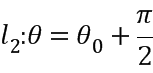 l₂:θ = θ₀ + π/2